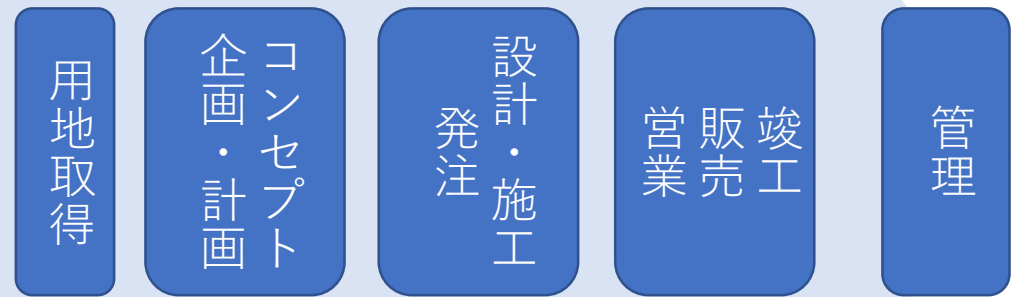 用地取得
コンセプト
企画・計画
設計・施工
発注
竣工
販売
営業
管理